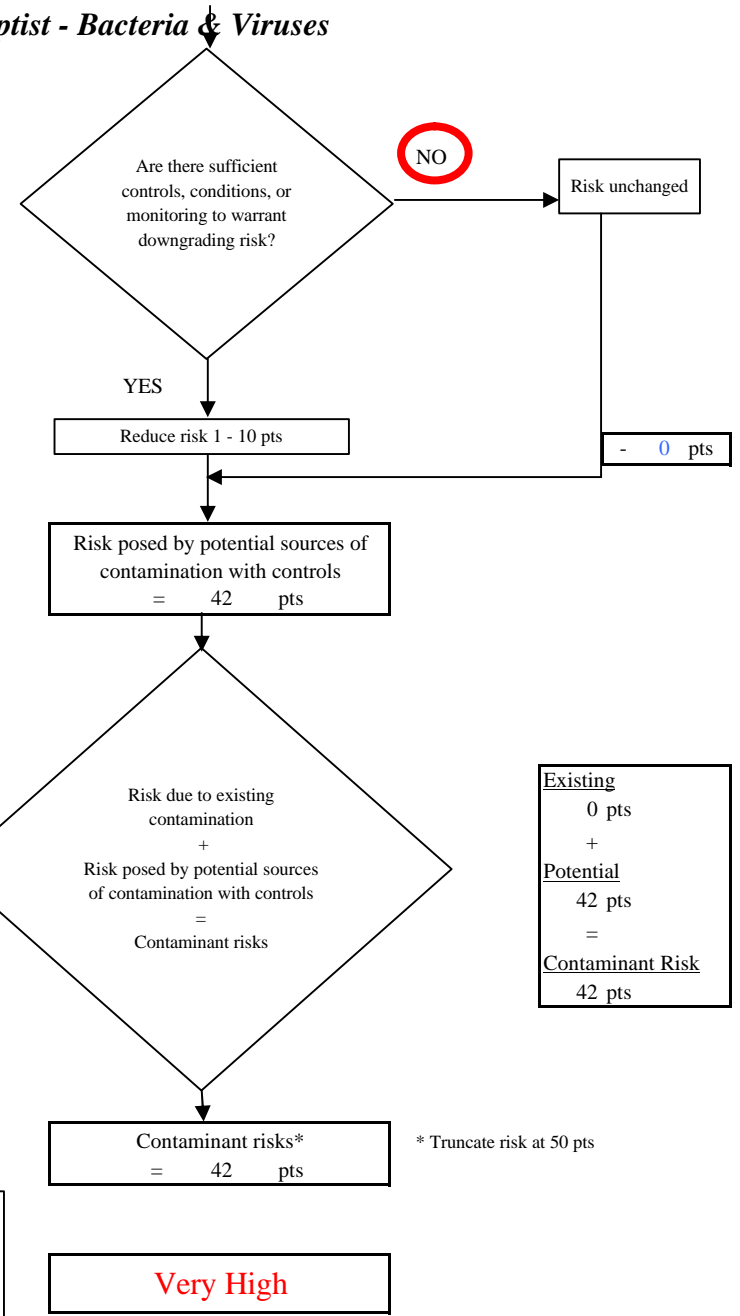 ptist - Bacteria & Viruses
Are there sufficient
controls, conditions, or
monitoring to warrant
downgrading risk?
NO
Risk unchanged
YES
Reduce risk 1 - 10 pts
- 0 pts
Risk posed by potential sources of
contamination with controls
= 42 pts
Risk due to existing
contamination
+
Risk posed by potential sources
of contamination with controls
=
Contaminant risks
Existing
0 pts
+
Potential
42 pts
=
Contaminant Risk
42 pts
Contaminant risks*
= 42 pts
* Truncate risk at 50 pts
Very High